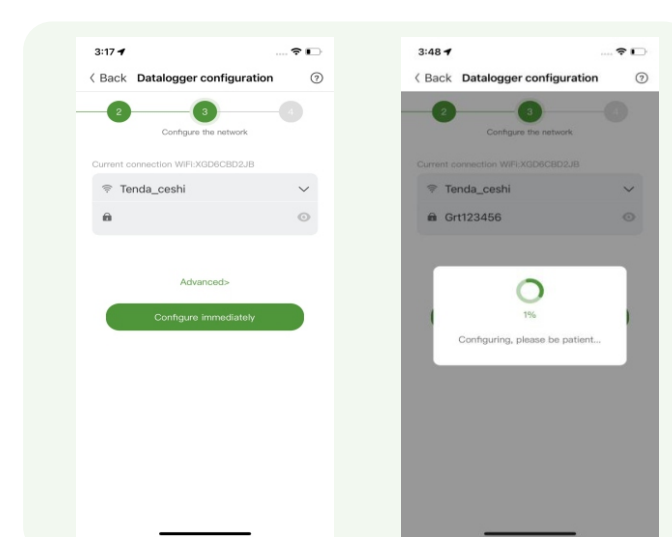 3:17
Back Datalogger configuration ?
2 3 4
Configure the network
Current connection WIFI:XGD6CBD2JB
Tenda_ceshi
Advanced>
Configure immediately
3:48
Back Datalogger configuration ?
2 3 4
Configure the network
Current connection WIFI:XGD6CBD2JB
Tenda_ceshi
Grt123456
1%
Configuring, please be patient...